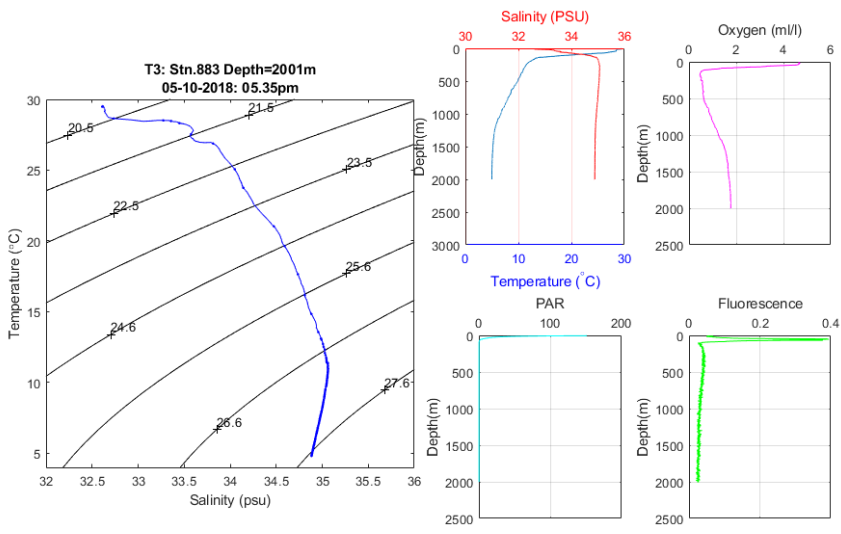 T3: Stn.883 Depth=2001m
05-10-2018: 05.35pm
30
25
20
15
10
5
Temperature (°C)
20.5
21.5
22.5
23.5
24.6
25.6
26.6
27.6
32 32.5 33 33.5 34 34.5 35 35.5 36
Salinity (psu)
Salinity (PSU)
30 32 34 36
0
500
1000
1500
2000
2500
3000
Depth(m)
0 10 20 30
Temperature (°C)
Oxygen (ml/l)
0 2 4 6
0
500
1000
1500
2000
2500
Depth(m)
PAR
0 100 200
0
500
1000
1500
2000
2500
Depth(m)
Fluorescence
0 0.2 0.4
0
500
1000
1500
2000
2500
Depth(m)